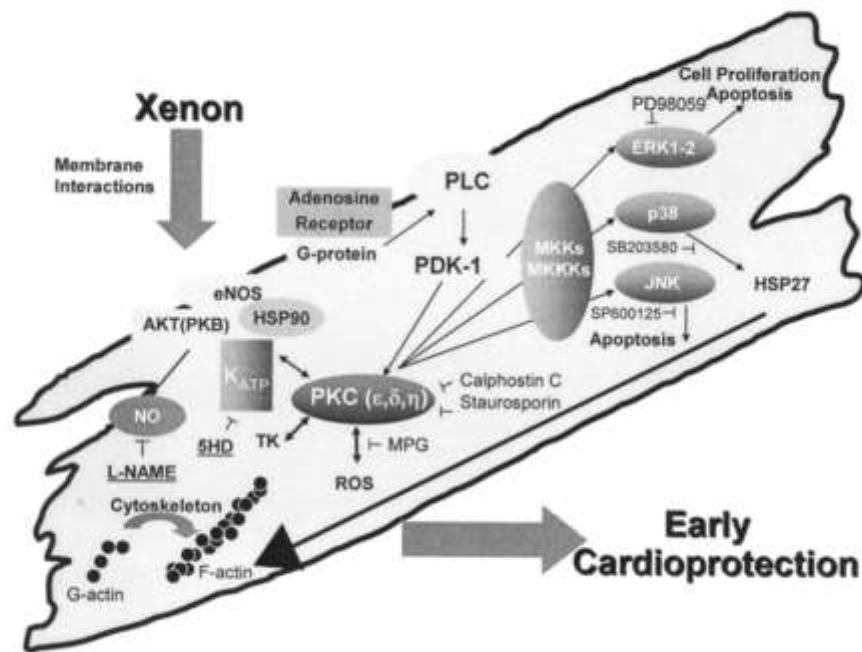 Cell Proliferation
Apoptosis
PD98059
ERK1-2
Xenon
Membrane
Interactions
Adenosine
Receptor
G-protein
PLC
PDK-1
MKKs
MKKKs
p38
SB203580
JNK
HSP27
SP600125
Apoptosis
eNOS
AKT(PKB)
HSP90
KATP
PKC (ε,δ,η)
Calphostin C
Staurosporin
NO
5HD
TK
MPG
L-NAME
ROS
Cytoskeleton
F-actin
G-actin
Early
Cardioprotection